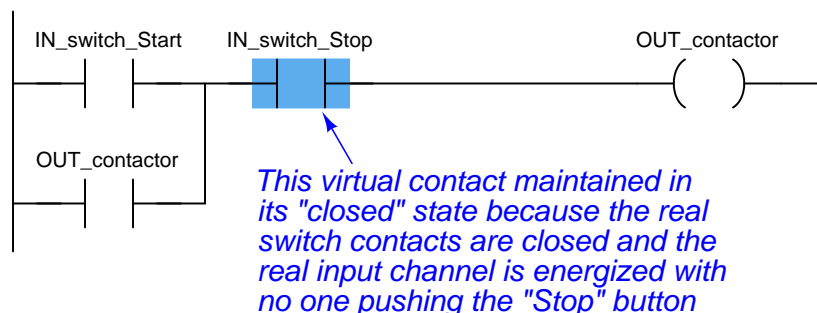 IN_switch_Start IN_switch_Stop OUT_contactor
OUT_contactor
This virtual contact maintained in
its "closed" state because the real
switch contacts are closed and the
real input channel is energized with
no one pushing the "Stop" button